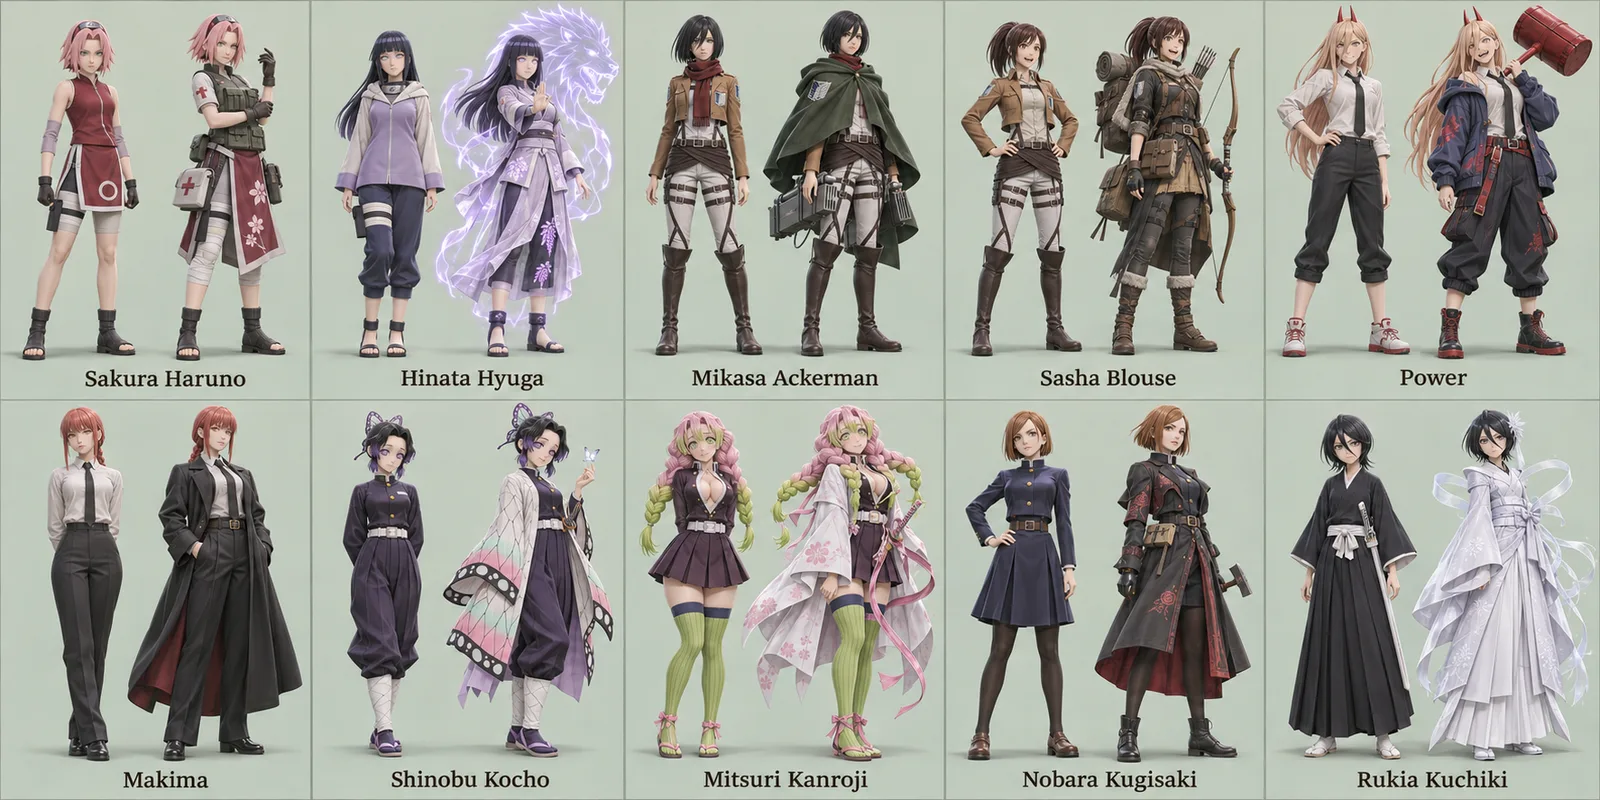 Sakura Haruno
Hinata Hyuga
Mikasa Ackerman
Sasha Blouse
Power
Makima
Shinobu Kocho
Mitsuri Kanroji
Nobara Kugisaki
Rukia Kuchiki